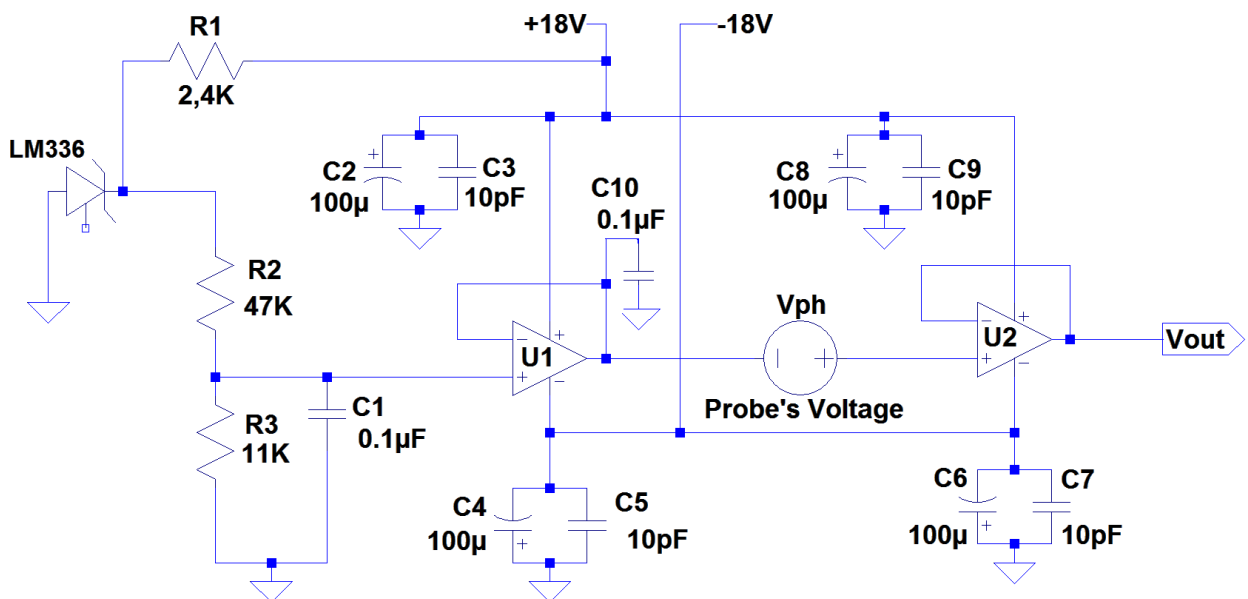 R1
2,4K
+18V
-18V
LM336
C2
100µ
C3
10pF
C10
0.1µF
C8
100µ
C9
10pF
R2
47K
U1
Vph
Probe's Voltage
U2
Vout
R3
11K
C1
0.1µF
C4
100µ
C5
10pF
C6
100µ
C7
10pF